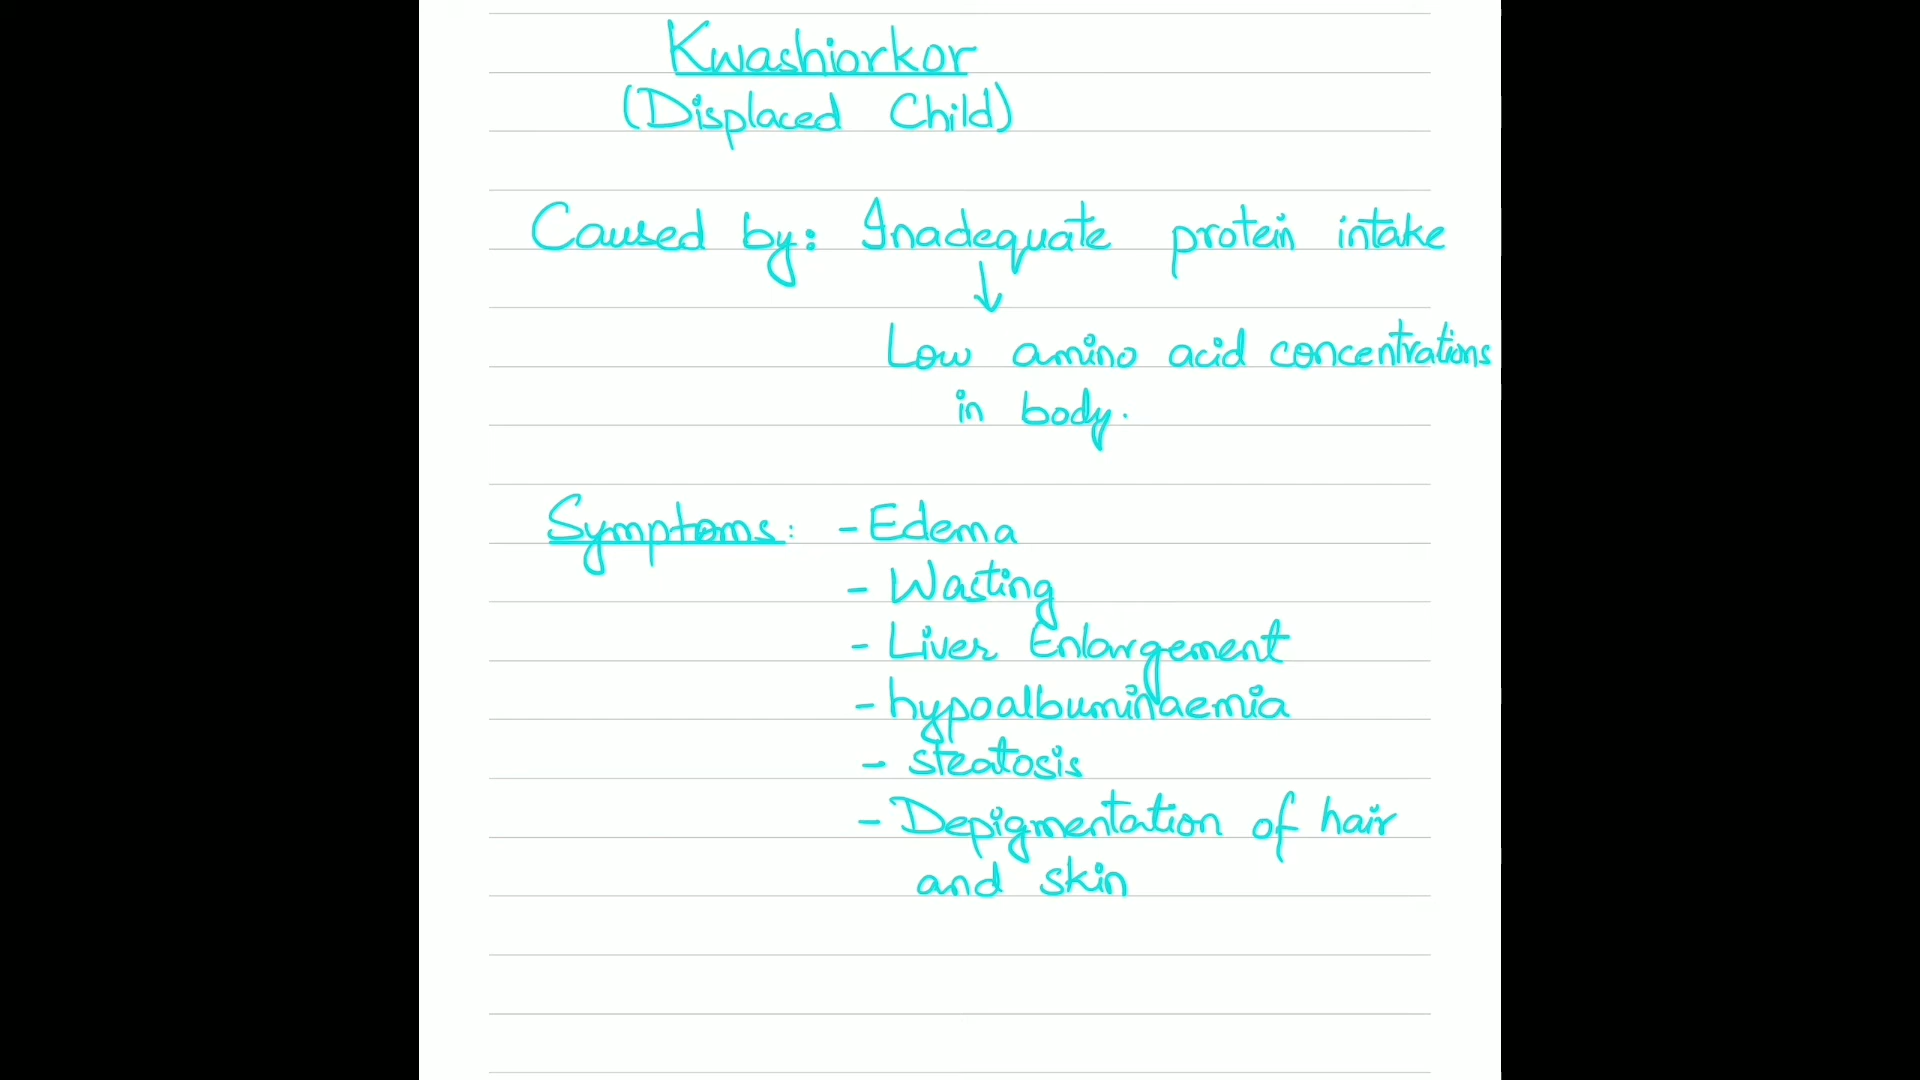 Kwashiorkor
(Displaced Child)
Caused by: Inadequate protein intake
↓
Low amino acid concentrations
in body.
Symptoms: - Edema
- Wasting
- Liver Enlargement
- hypoalbuminaemia
- steatosis
- Depigmentation of hair
and skin